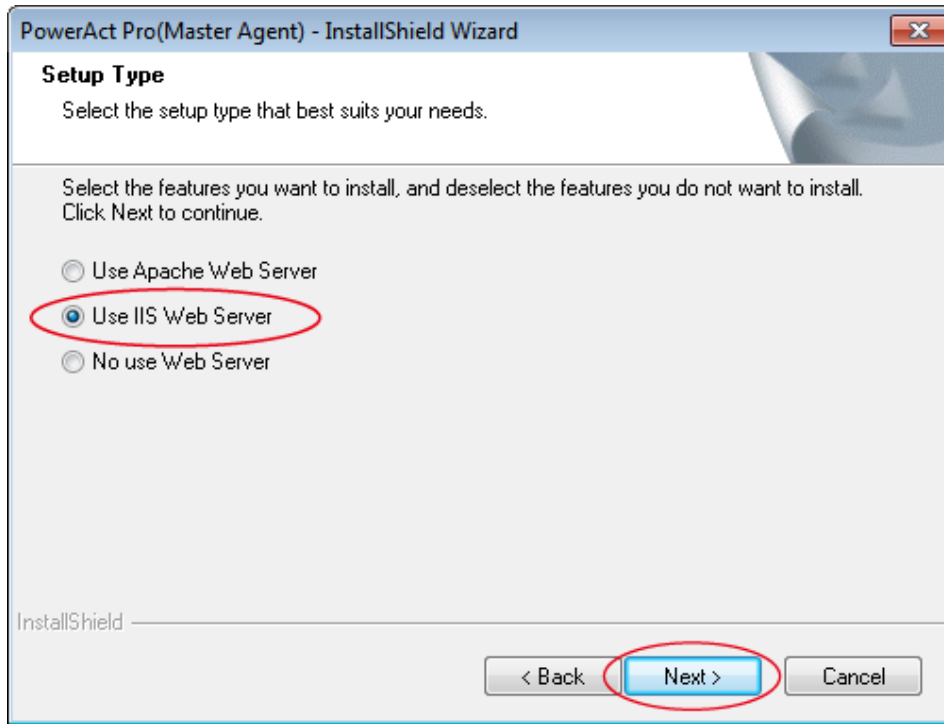 PowerAct Pro(Master Agent) - InstallShield Wizard
Setup Type
Select the setup type that best suits your needs.
Select the features you want to install, and deselect the features you do not want to install.
Click Next to continue.
Use Apache Web Server
Use IIS Web Server
No use Web Server
InstallShield
< Back
Next >
Cancel